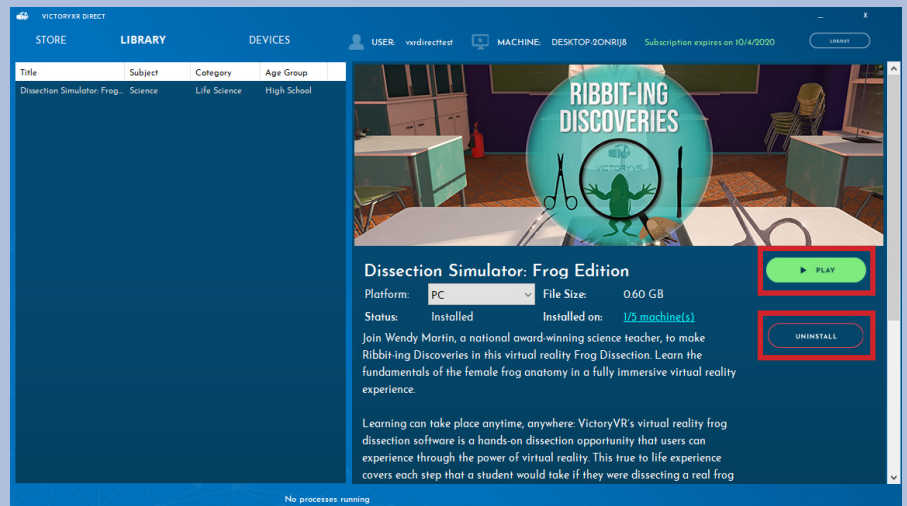 VICTORYXR DIRECT
_ X
STORE LIBRARY DEVICES USER: vxrdirecttest MACHINE: DESKTOP-2ONRIJ8 Subscription expires on 10/4/2020 LOGOUT
Title Subject Category Age Group
Dissection Simulator: Frog... Science Life Science High School
RIBBIT-ING
DISCOVERIES
VICTORYVR
Dissection Simulator: Frog Edition
PLAY
Platform: PC File Size: 0.60 GB
Status: Installed Installed on: 1/5 machine(s)
UNINSTALL
Join Wendy Martin, a national award-winning science teacher, to make
Ribbit-ing Discoveries in this virtual reality Frog Dissection. Learn the
fundamentals of the female frog anatomy in a fully immersive virtual reality
experience.
Learning can take place anytime, anywhere: VictoryVR's virtual reality frog
dissection software is a hands-on dissection opportunity that users can
experience through the power of virtual reality. This true to life experience
covers each step that a student would take if they were dissecting a real frog
No processes running